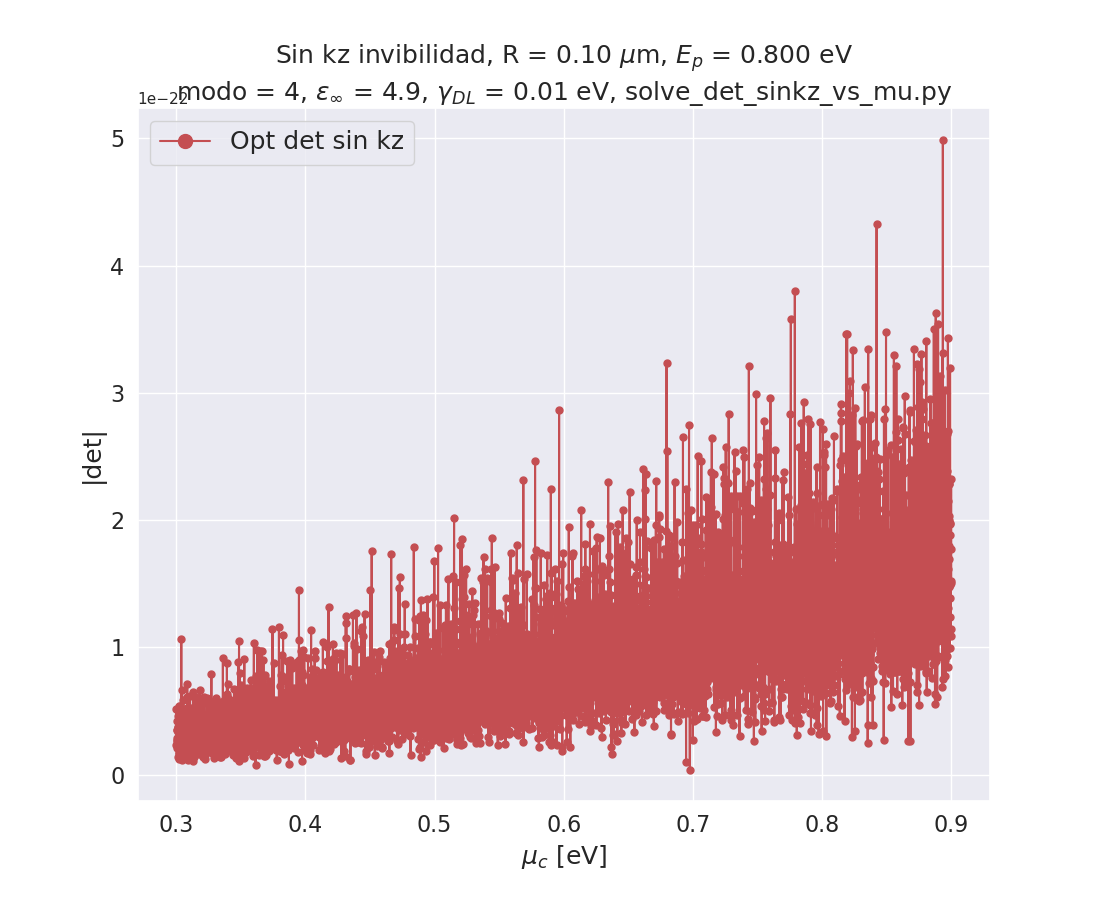 Sin kz invibilidad, R = 0.10 μm, E_p = 0.800 eV
modo = 4, ε_∞ = 4.9, γ_DL = 0.01 eV, solve_det_sinkz_vs_mu.py
1e−22
Opt det sin kz
5
4
3
2
1
0
|det|
0.3 0.4 0.5 0.6 0.7 0.8 0.9
μ_c [eV]